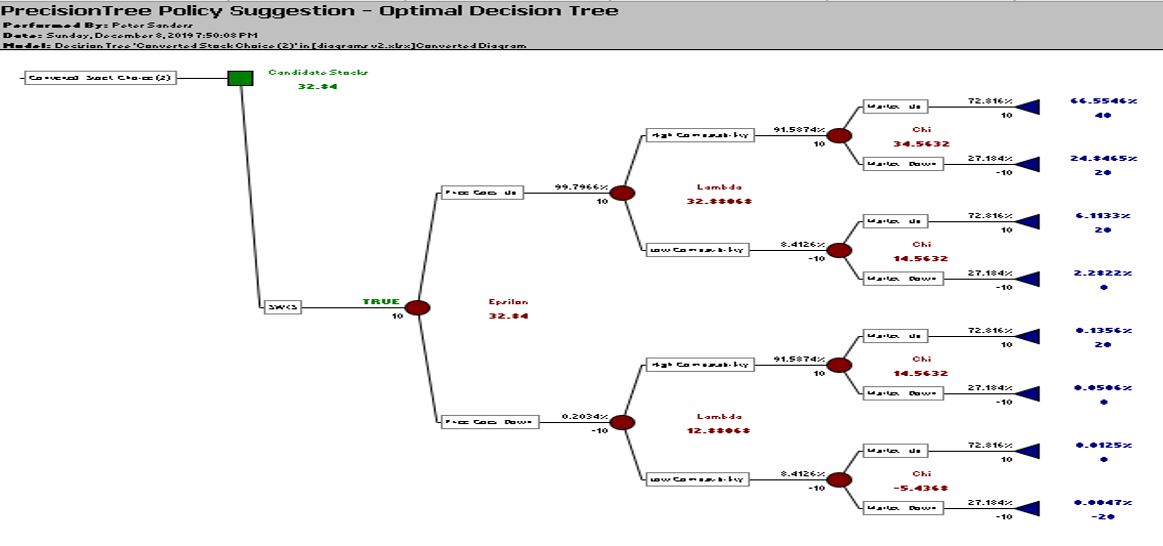 PrecisionTree Policy Suggestion - Optimal Decision Tree
Performed By: Peter Sanders
Date: Sunday, December 8, 2019 7:50:08 PM
Model: Decision Tree 'Converted Stock Choice (2)' in [diagrams v2.xlsx]Converted Diagram
Converted Stock Choice (2)
Candidate Stocks
32.84
SWKS
TRUE
10
Epsilon
32.84
Price Goes Up
99.7966%
10
Lambda
32.88068
High Compatibility
91.5874%
10
Chi
34.5632
Market Up
72.816%
10
66.5546%
40
Market Down
27.184%
-10
24.8465%
20
Low Compatibility
8.4126%
-10
Chi
14.5632
Market Up
72.816%
10
6.1133%
20
Market Down
27.184%
-10
2.2822%
0
Price Goes Down
0.2034%
-10
Lambda
12.88068
High Compatibility
91.5874%
10
Chi
14.5632
Market Up
72.816%
10
0.1356%
20
Market Down
27.184%
-10
0.0506%
0
Low Compatibility
8.4126%
-10
Chi
-5.4368
Market Up
72.816%
10
0.0125%
0
Market Down
27.184%
-10
0.0047%
-20